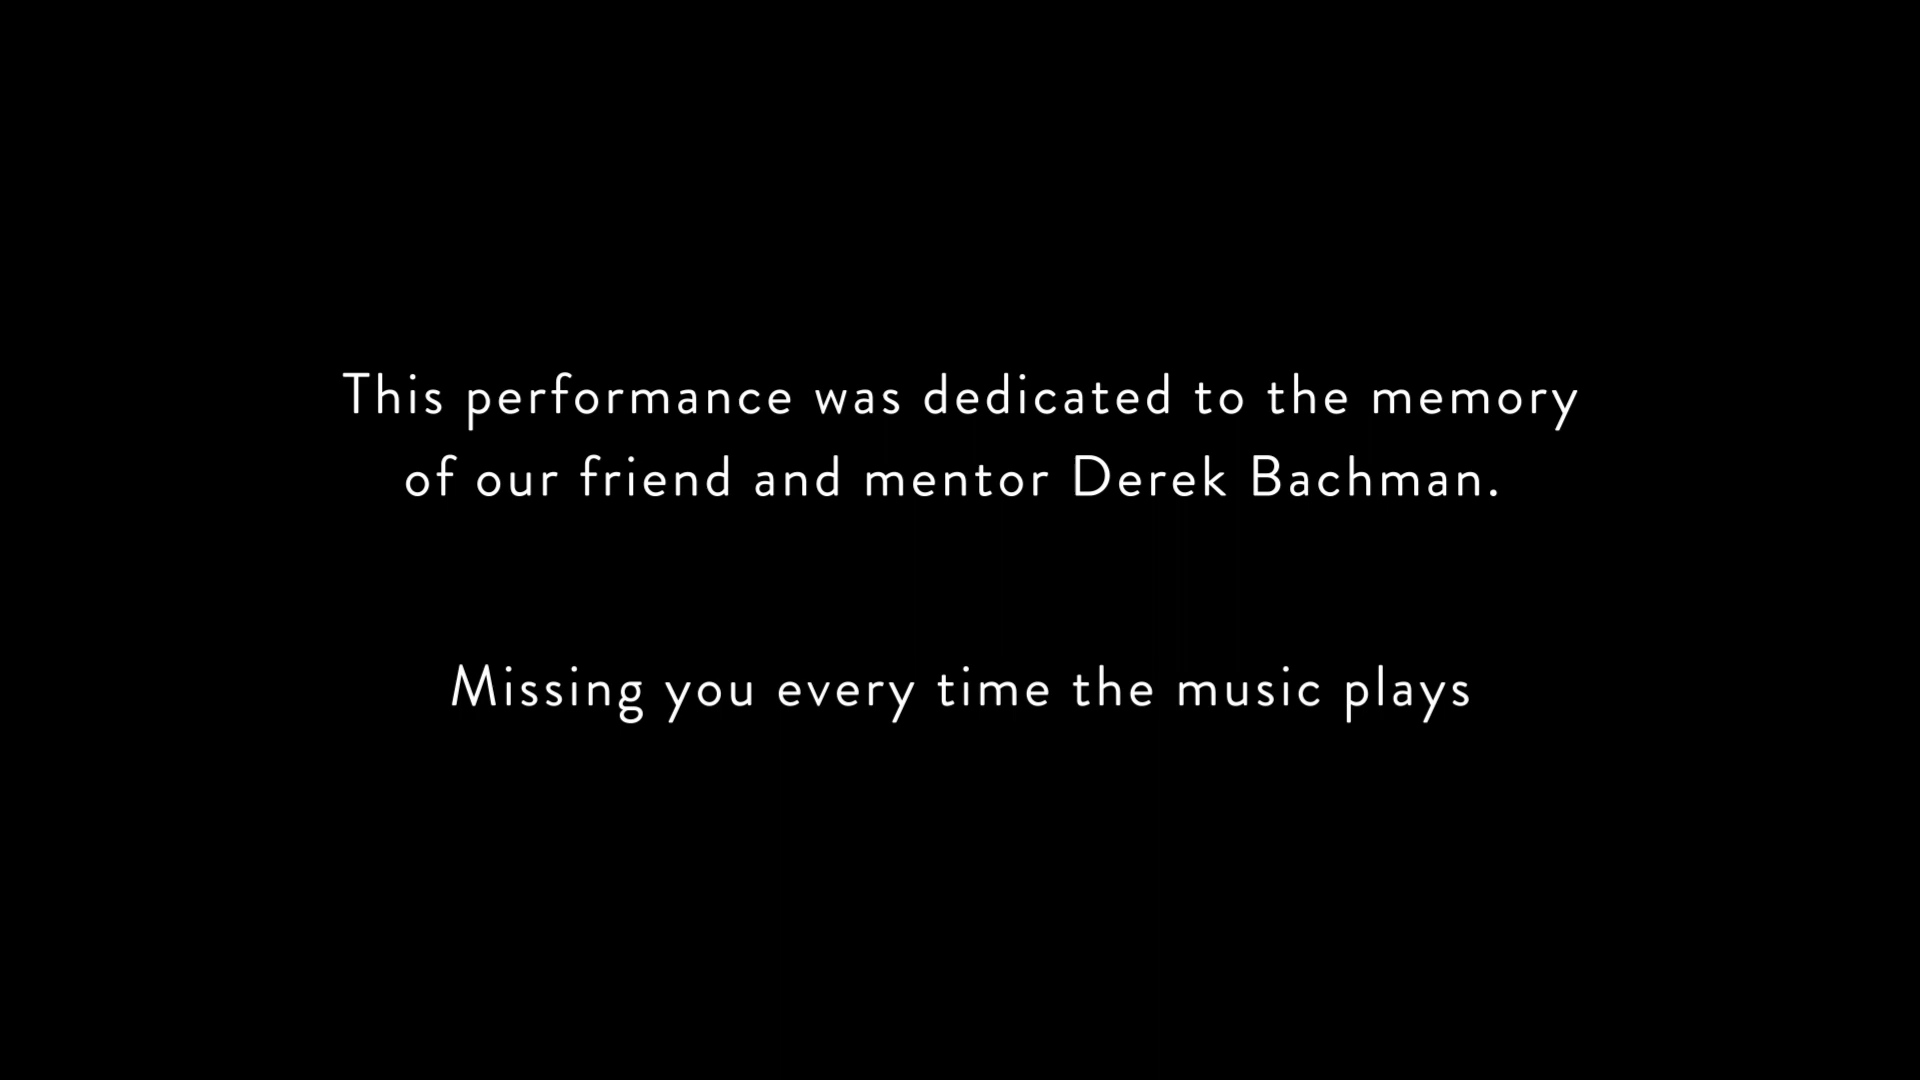 This performance was dedicated to the memory
of our friend and mentor Derek Bachman.
Missing you every time the music plays